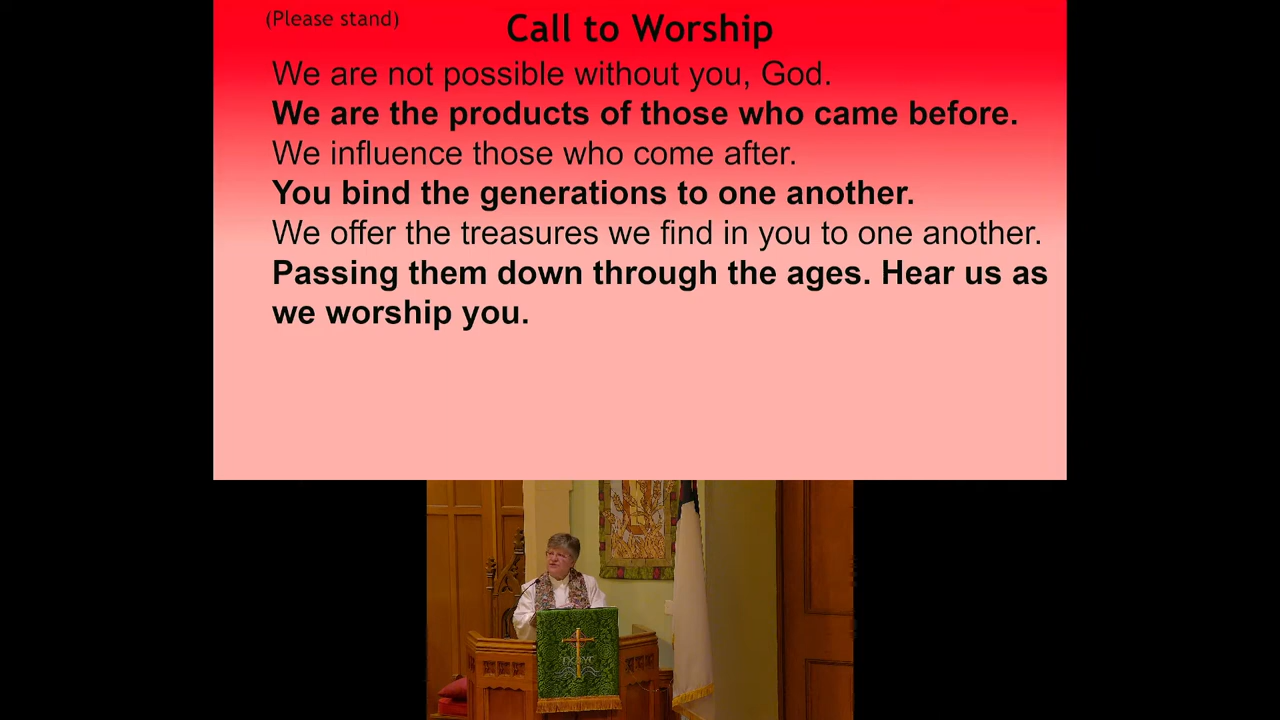 (Please stand)
Call to Worship
We are not possible without you, God.
We are the products of those who came before.
We influence those who come after.
You bind the generations to one another.
We offer the treasures we find in you to one another.
Passing them down through the ages. Hear us as
we worship you.